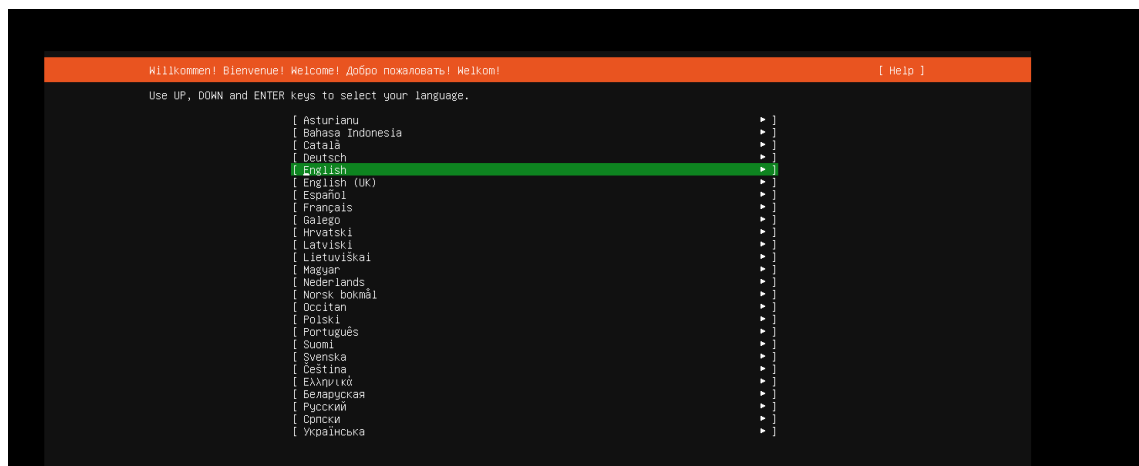 Willkommen! Bienvenue! Welcome! Добро пожаловать! Welkom! [ Help ]
Use UP, DOWN and ENTER keys to select your language.
[ Asturianu ► ]
[ Bahasa Indonesia ► ]
[ Català ► ]
[ Deutsch ► ]
[ English ► ]
[ English (UK) ► ]
[ Español ► ]
[ Français ► ]
[ Galego ► ]
[ Hrvatski ► ]
[ Latviski ► ]
[ Lietuviškai ► ]
[ Magyar ► ]
[ Nederlands ► ]
[ Norsk bokmål ► ]
[ Occitan ► ]
[ Polski ► ]
[ Português ► ]
[ Suomi ► ]
[ Svenska ► ]
[ Čeština ► ]
[ Ελληνικά ► ]
[ Беларуская ► ]
[ Русский ► ]
[ Српски ► ]
[ Українська ► ]